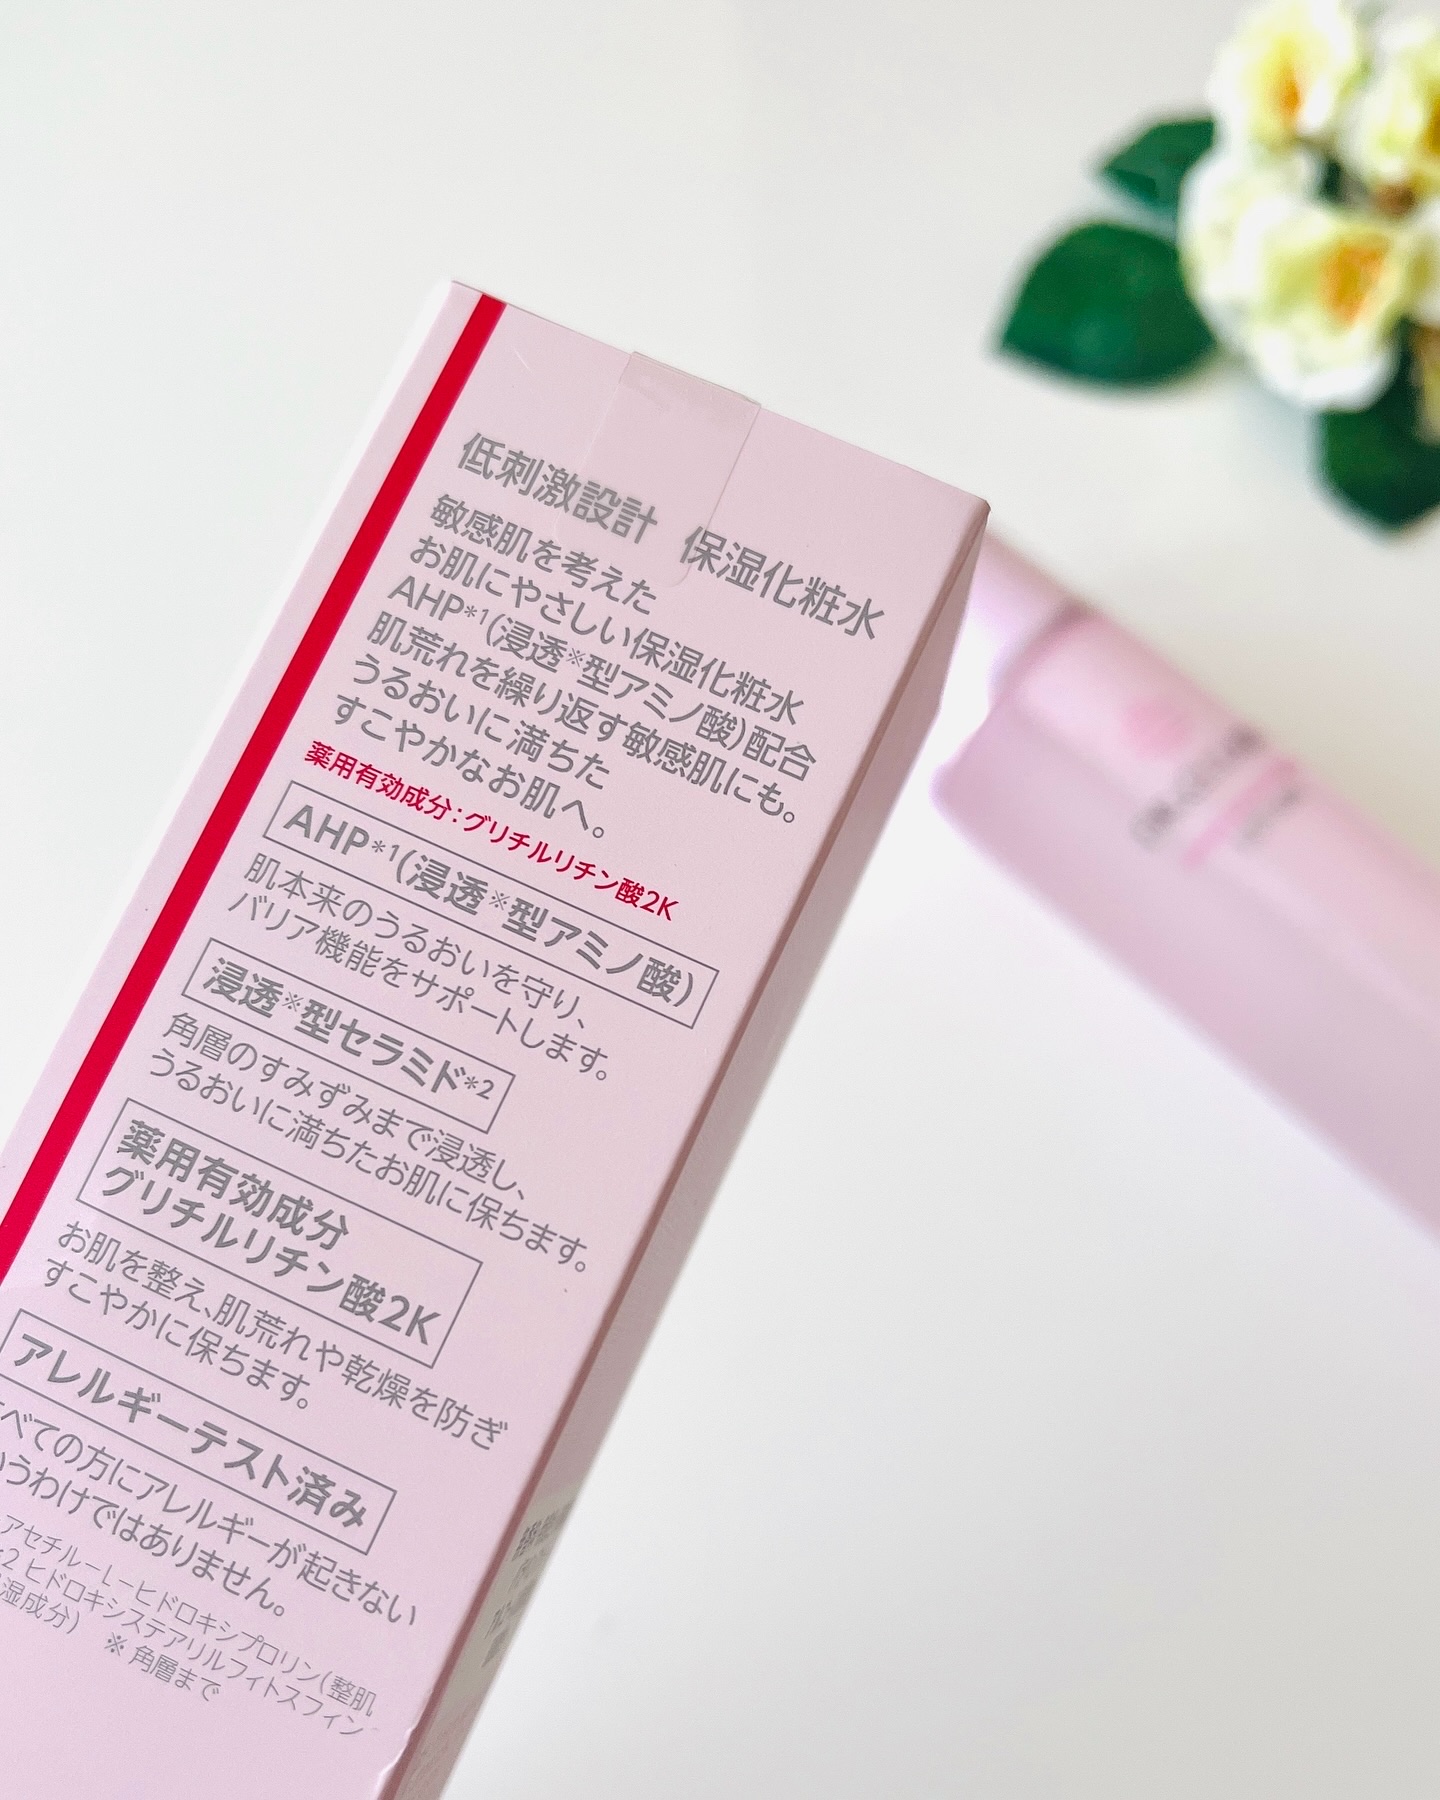 低刺激設計　保湿化粧水
敏感肌を考えた
お肌にやさしい保湿化粧水
AHP＊1(浸透※型アミノ酸)配合
肌荒れを繰り返す敏感肌にも。
うるおいに満ちた
すこやかなお肌へ。
薬用有効成分：グリチルリチン酸2K
AHP＊1(浸透※型アミノ酸)
肌本来のうるおいを守り、
バリア機能をサポートします。
浸透※型セラミド＊2
角層のすみずみまで浸透し、
うるおいに満ちたお肌に保ちます。
薬用有効成分
グリチルリチン酸2K
お肌を整え、肌荒れや乾燥を防ぎ
すこやかに保ちます。
アレルギーテスト済み
べての方にアレルギーが起きない
うわけではありません。
アセチル－L－ヒドロキシプロリン(整肌
2 ヒドロキシステアリルフィトスフィン
湿成分)　※ 角層まで